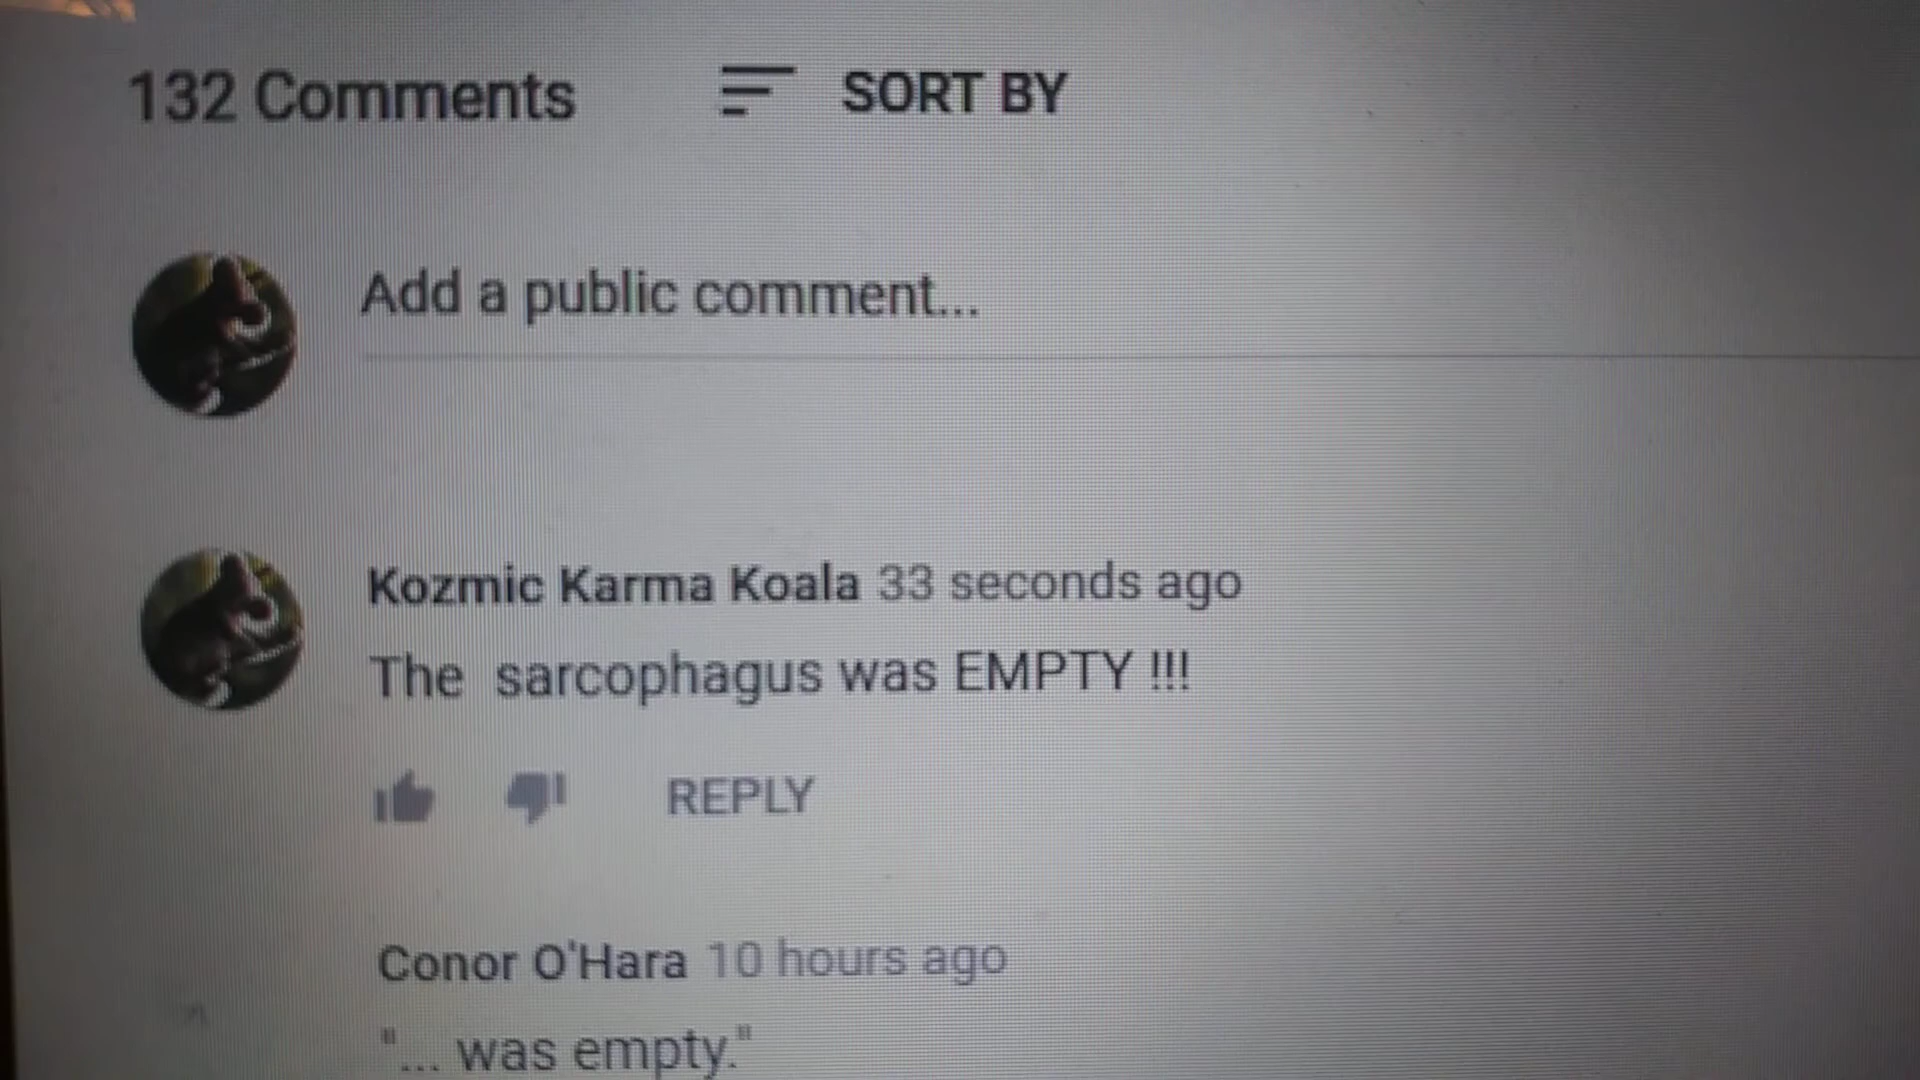 132 Comments
SORT BY
Add a public comment...
Kozmic Karma Koala 33 seconds ago
The sarcophagus was EMPTY !!!
REPLY
Conor O'Hara 10 hours ago
"... was empty."